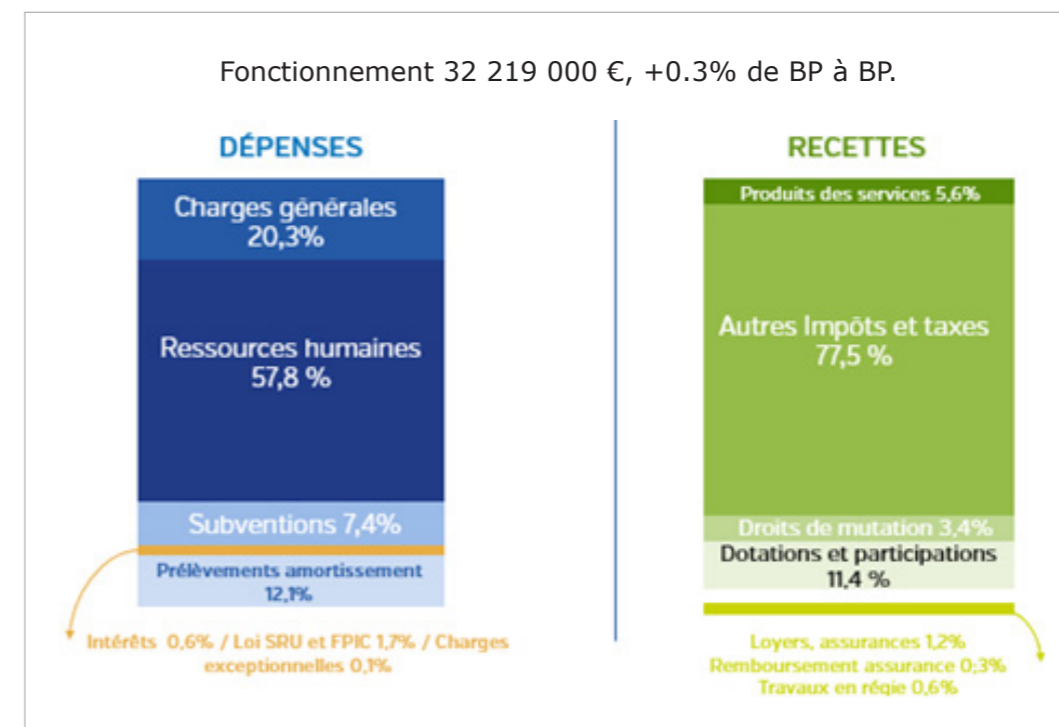 Fonctionnement 32 219 000 €, +0.3% de BP à BP.
DÉPENSES
Charges générales
20,3%
Ressources humaines
57,8 %
Subventions 7,4%
Prélèvements amortissement
12,1%
Intérêts 0,6% / Loi SRU et FPIC 1,7% / Charges
exceptionnelles 0,1%
RECETTES
Produits des services 5,6%
Autres Impôts et taxes
77,5 %
Droits de mutation 3,4%
Dotations et participations
11,4 %
Loyers, assurances 1,2%
Remboursement assurance 0;3%
Travaux en régie 0,6%